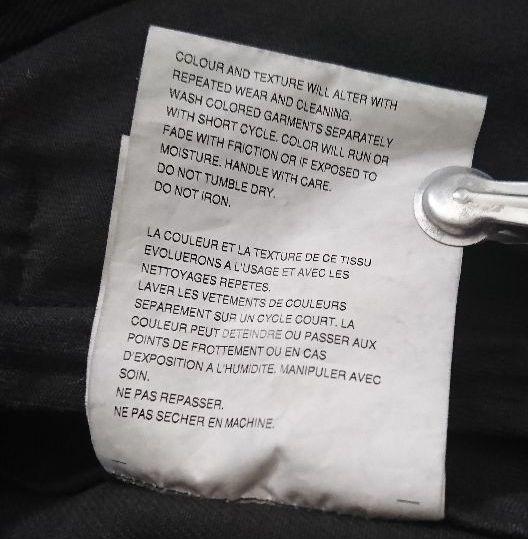 COLOUR AND TEXTURE WILL ALTER WITH
REPEATED WEAR AND CLEANING.
WASH COLORED GARMENTS SEPARATELY
WITH SHORT CYCLE. COLOR WILL RUN OR
FADE WITH FRICTION OR IF EXPOSED TO
MOISTURE. HANDLE WITH CARE.
DO NOT TUMBLE DRY.
DO NOT IRON.
LA COULEUR ET LA TEXTURE DE CE TISSU
EVOLUERONS A L'USAGE ET AVEC LES
NETTOYAGES REPETES.
LAVER LES VETEMENTS DE COULEURS
SEPAREMENT SUR UN CYCLE COURT. LA
COULEUR PEUT DETEINDRE OU PASSER AUX
POINTS DE FROTTEMENT OU EN CAS
D'EXPOSITION A L'HUMIDITE. MANIPULER AVEC
SOIN.
NE PAS REPASSER.
NE PAS SECHER EN MACHINE.